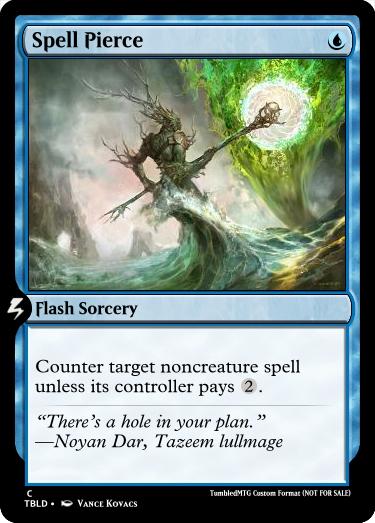 Spell Pierce
Flash Sorcery
Counter target noncreature spell
unless its controller pays 2.
“There’s a hole in your plan.”
—Noyan Dar, Tazeem lullmage
C
TBLD • Vance Kovacs
TumbledMTG Custom Format (NOT FOR SALE)